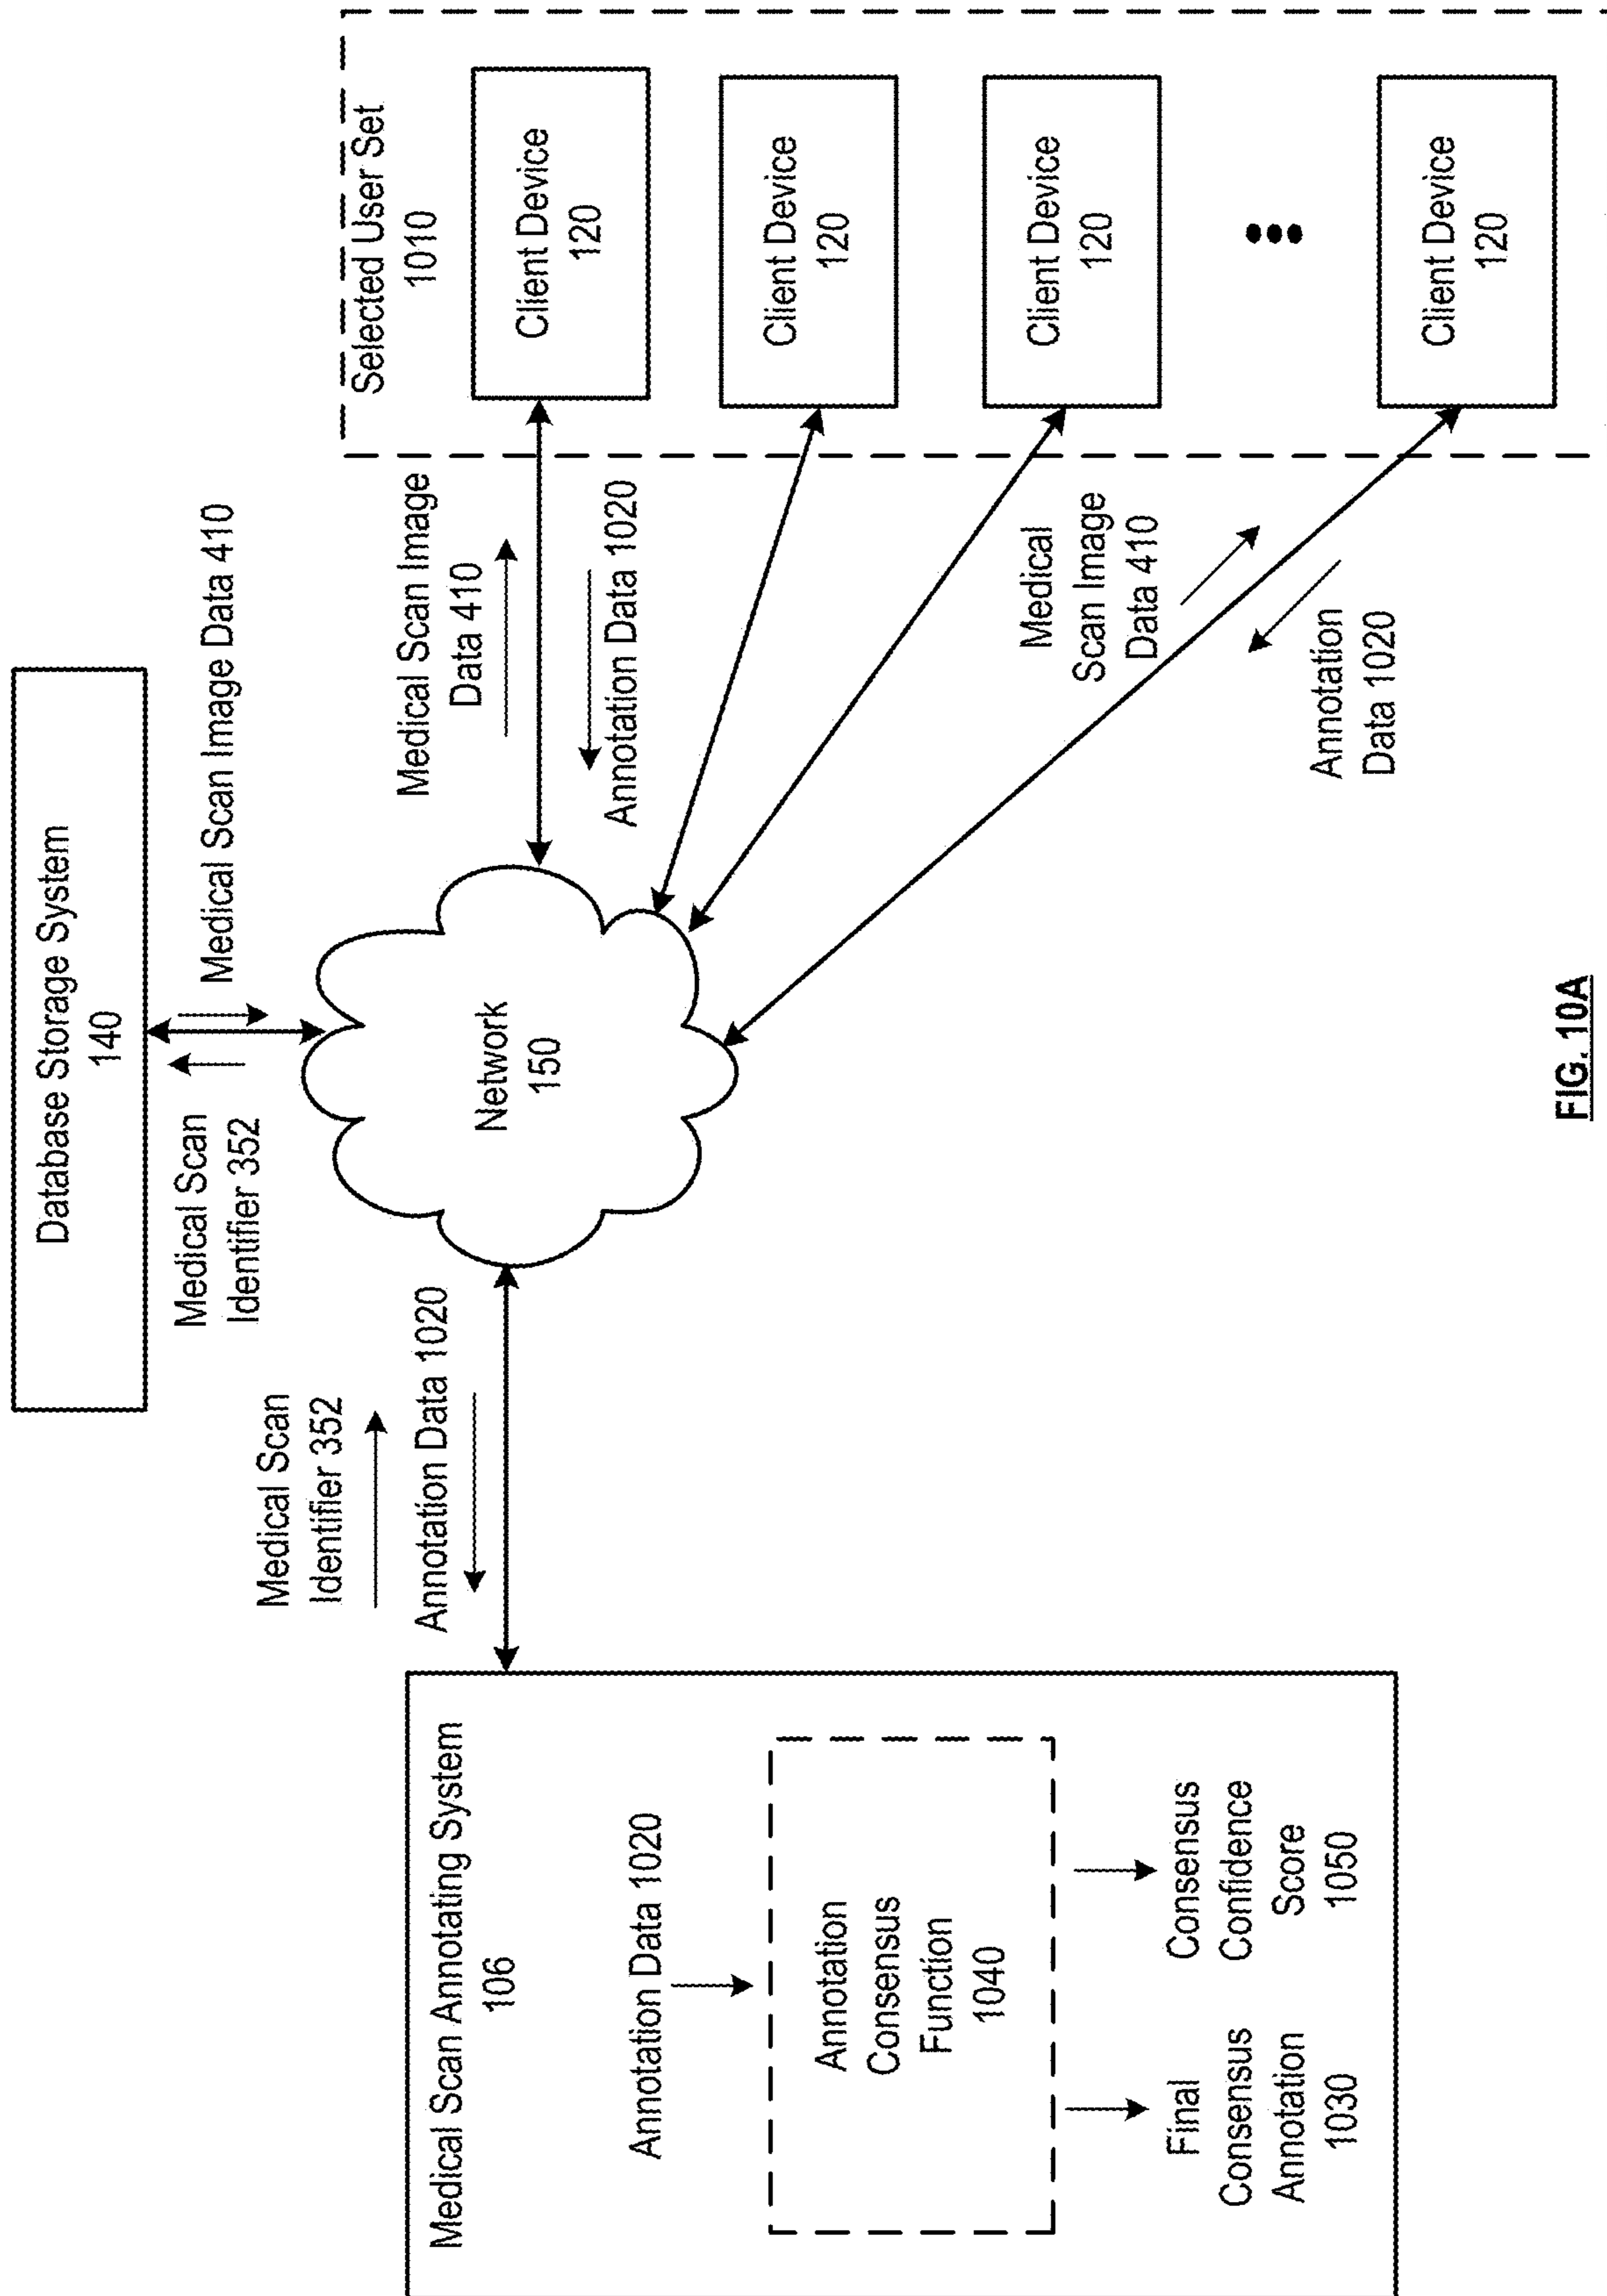 Database Storage System
140
Medical Scan
Identifier 352
Medical Scan Image Data 410
Medical Scan
Identifier 352
Annotation Data 1020
Network
150
Medical Scan Image
Data 410
Annotation Data 1020
Medical
Scan Image
Data 410
Annotation
Data 1020
Selected User Set
1010
Client Device
120
Client Device
120
Client Device
120
Client Device
120
Medical Scan Annotating System
106
Annotation Data 1020
Annotation
Consensus
Function
1040
Final
Consensus
Annotation
1030
Consensus
Confidence
Score
1050
FIG. 10A